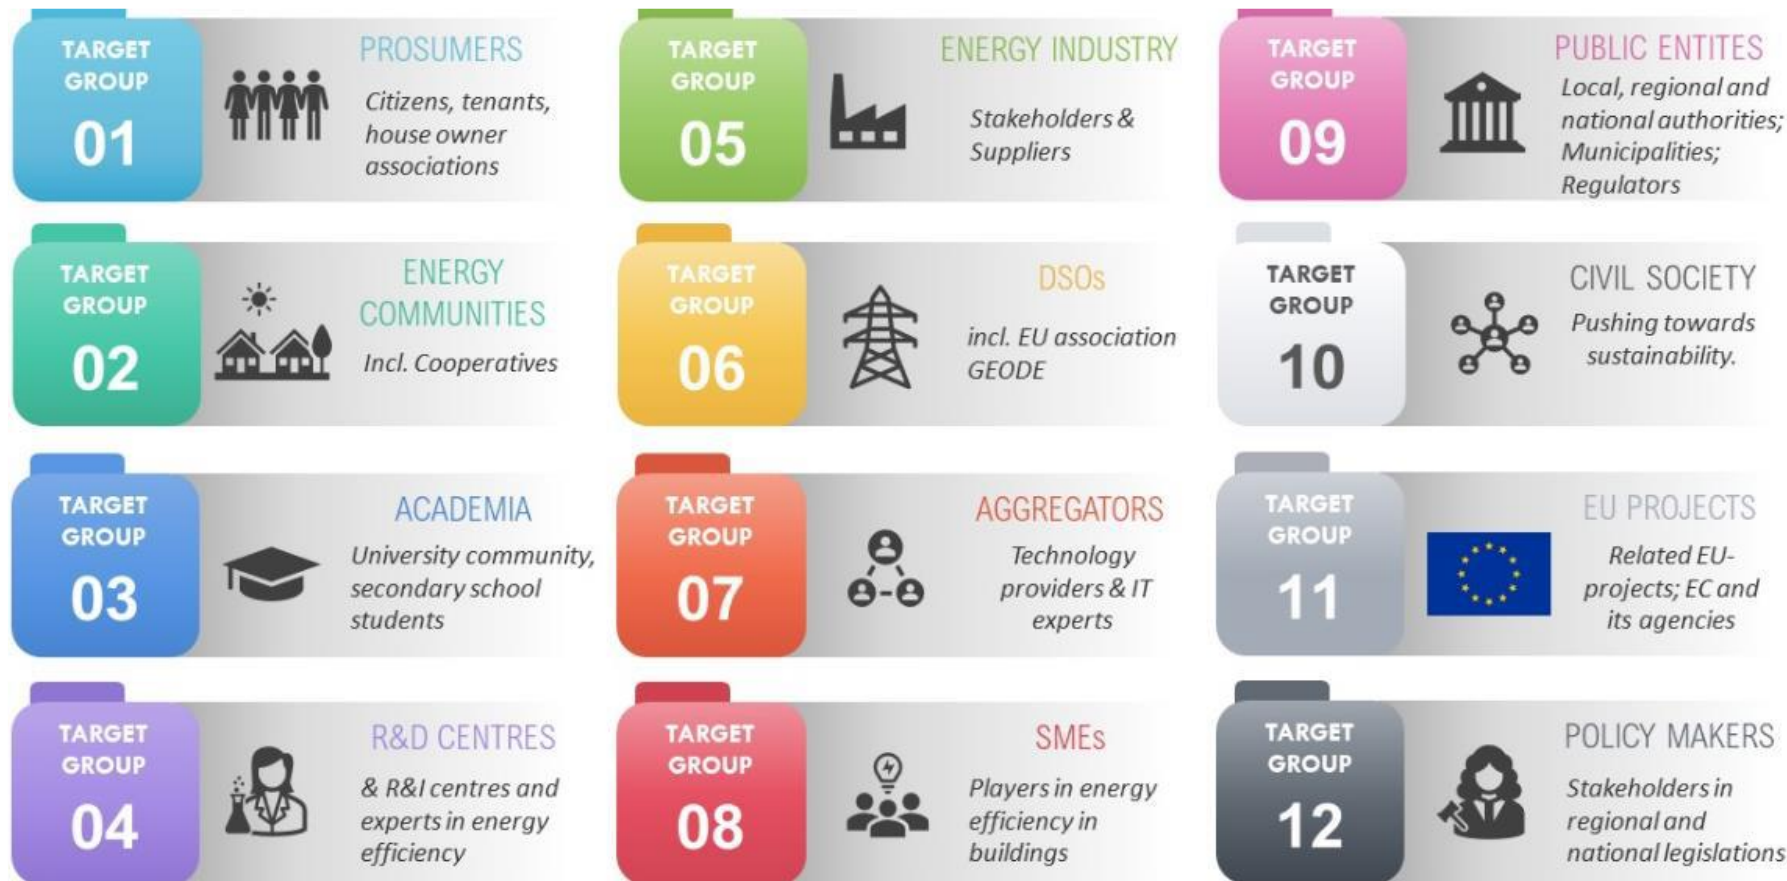 TARGET
GROUP
01
PROSUMERS
Citizens, tenants,
house owner
associations
TARGET
GROUP
02
ENERGY
COMMUNITIES
Incl. Cooperatives
TARGET
GROUP
03
ACADEMIA
University community,
secondary school
students
TARGET
GROUP
04
R&D CENTRES
& R&I centres and
experts in energy
efficiency
TARGET
GROUP
05
ENERGY INDUSTRY
Stakeholders &
Suppliers
TARGET
GROUP
06
DSOs
incl. EU association
GEODE
TARGET
GROUP
07
AGGREGATORS
Technology
providers & IT
experts
TARGET
GROUP
08
SMEs
Players in energy
efficiency in
buildings
TARGET
GROUP
09
PUBLIC ENTITES
Local, regional and
national authorities;
Municipalities;
Regulators
TARGET
GROUP
10
CIVIL SOCIETY
Pushing towards
sustainability.
TARGET
GROUP
11
EU PROJECTS
Related EU-
projects; EC and
its agencies
TARGET
GROUP
12
POLICY MAKERS
Stakeholders in
regional and
national legislations